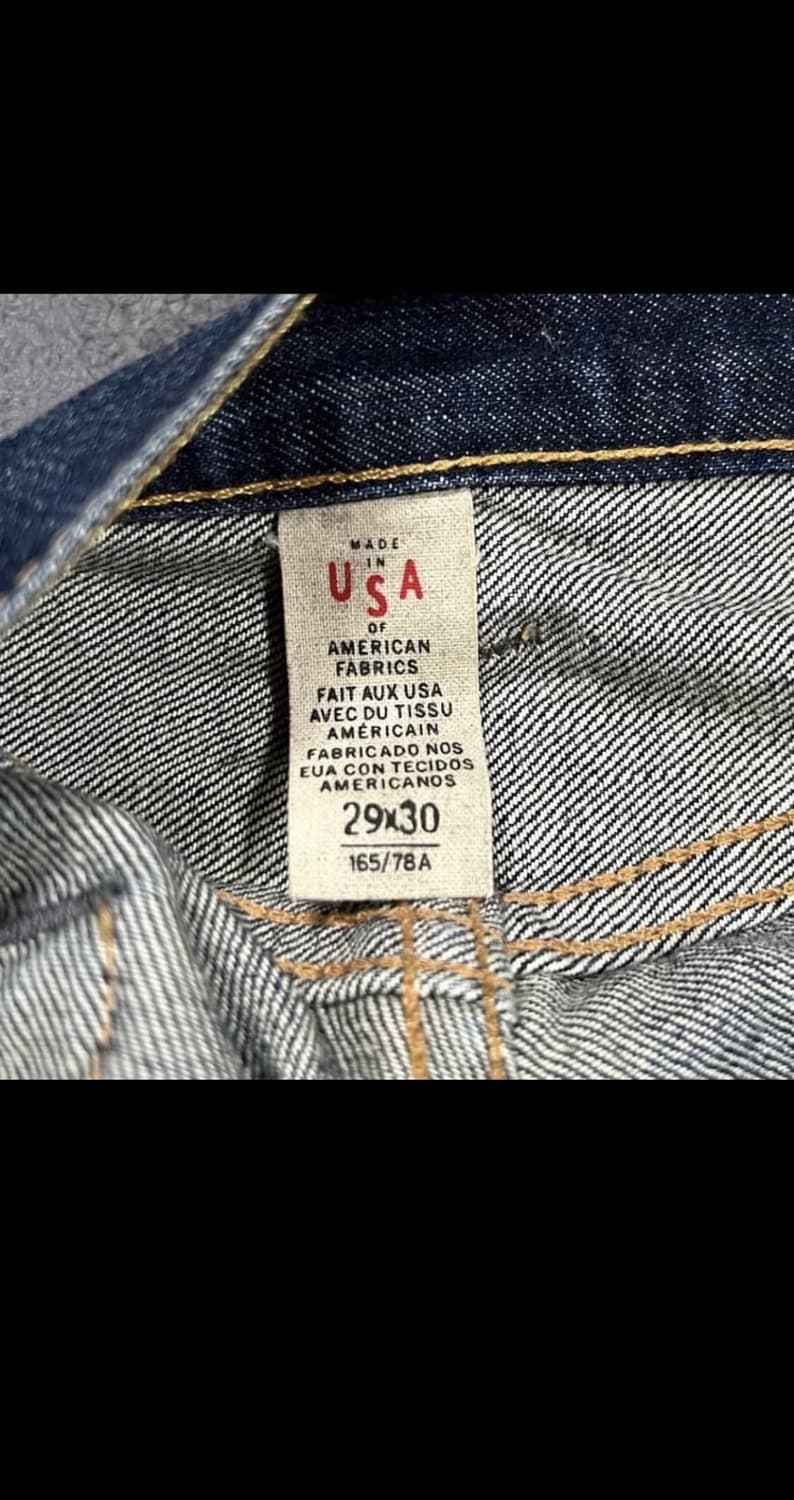 MADE
IN
USA
OF
AMERICAN
FABRICS
FAIT AUX USA
AVEC DU TISSU
AMÉRICAIN
FABRICADO NOS
EUA CON TECIDOS
AMERICANOS
29x30
165/78A